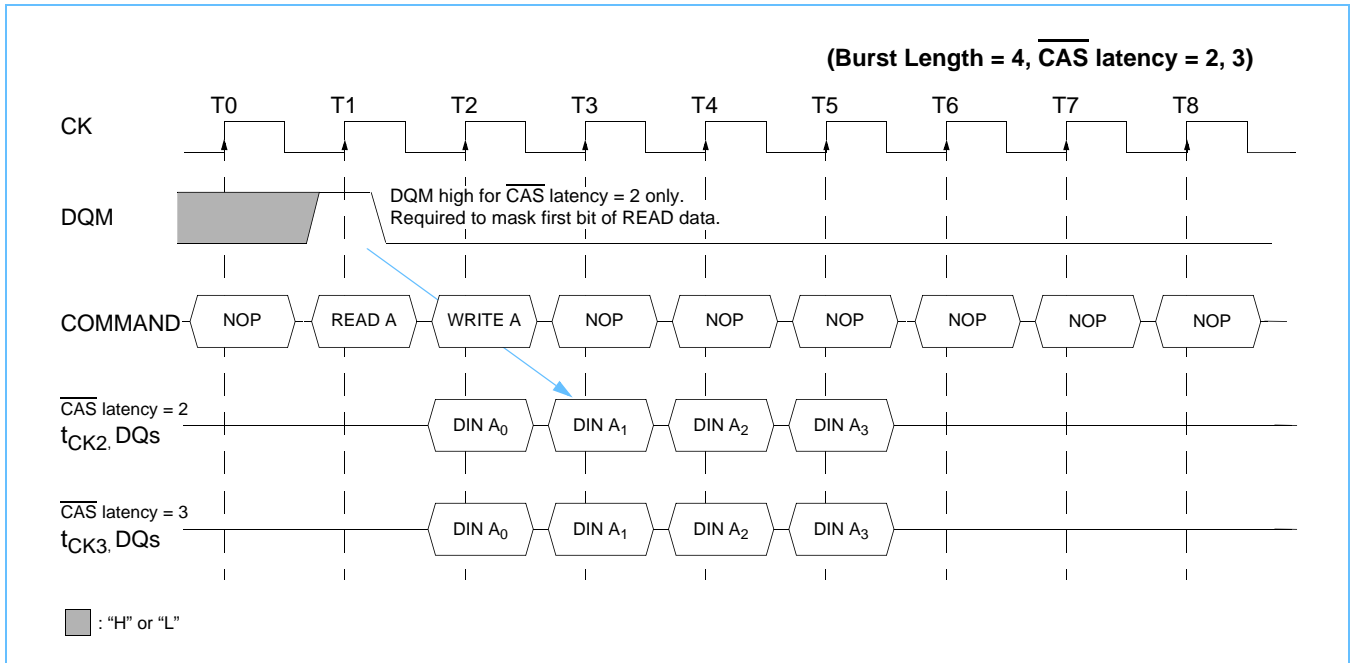 (Burst Length = 4, CAS latency = 2, 3)
T0 T1 T2 T3 T4 T5 T6 T7 T8
CK
DQM high for CAS latency = 2 only.
Required to mask first bit of READ data.
DQM
COMMAND NOP READ A WRITE A NOP NOP NOP NOP NOP NOP
CAS latency = 2
tCK2, DQs DIN A0 DIN A1 DIN A2 DIN A3
CAS latency = 3
tCK3, DQs DIN A0 DIN A1 DIN A2 DIN A3
: “H” or “L”